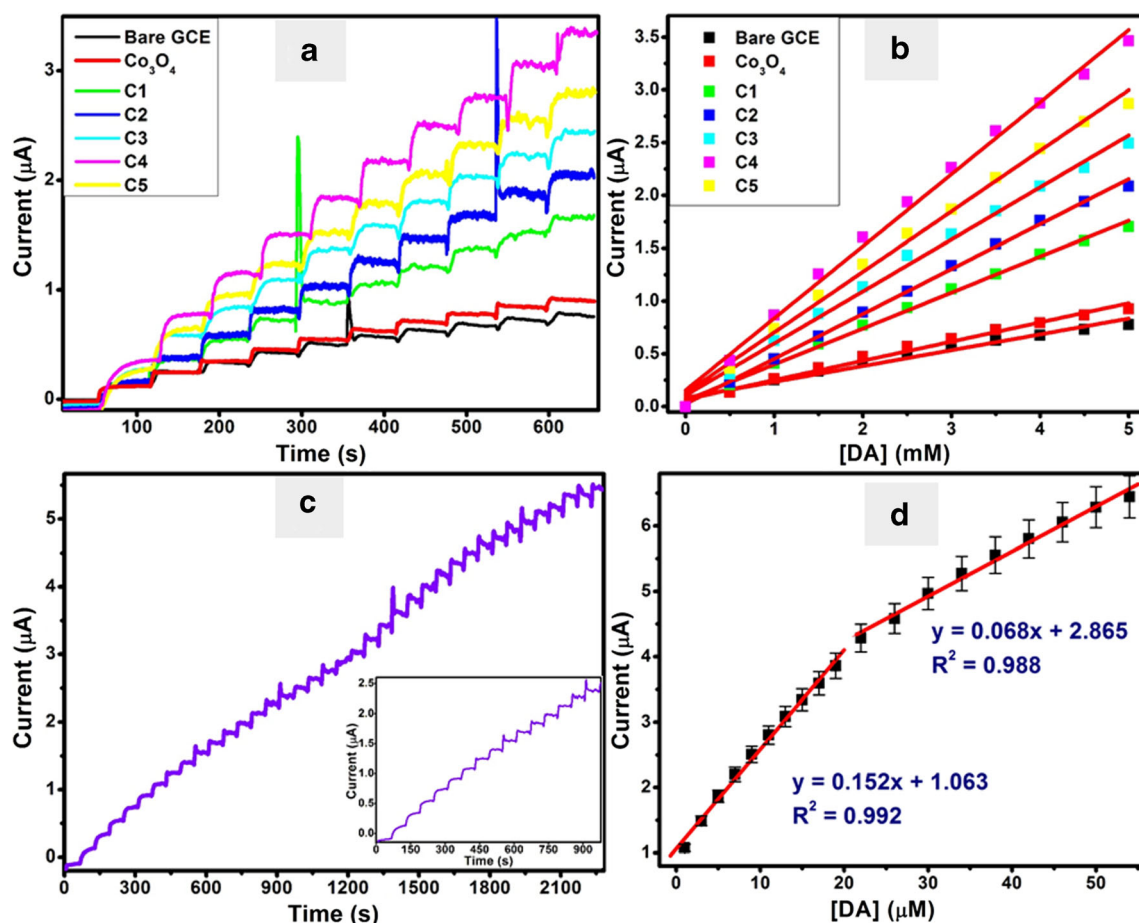 a
Bare GCE
Co₃O₄
C1
C2
C3
C4
C5
Current (μA)
3
2
1
0
100 200 300 400 500 600
Time (s)
b
Bare GCE
Co₃O₄
C1
C2
C3
C4
C5
Current (μA)
3.5
3.0
2.5
2.0
1.5
1.0
0.5
0.0
0 1 2 3 4 5
[DA] (mM)
c
Current (μA)
5
4
3
2
1
0
0 300 600 900 1200 1500 1800 2100
Time (s)
Current (μA)
2.5
2.0
1.5
1.0
0.5
0.0
0 150 300 450 600 750 900
Time (s)
d
Current (μA)
6
5
4
3
2
1
y = 0.068x + 2.865
R² = 0.988
y = 0.152x + 1.063
R² = 0.992
0 10 20 30 40 50
[DA] (μM)